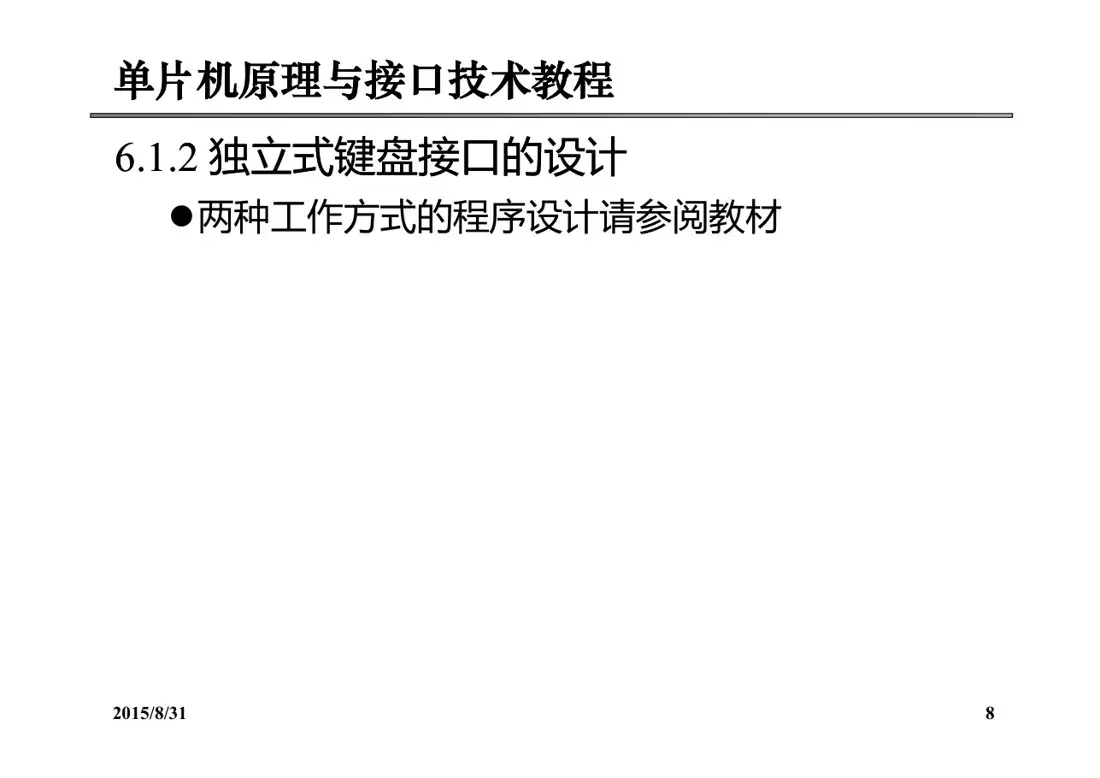 单片机原理与接口技术教程
6.1.2 独立式键盘接口的设计
●两种工作方式的程序设计请参阅教材
2015/8/31
8